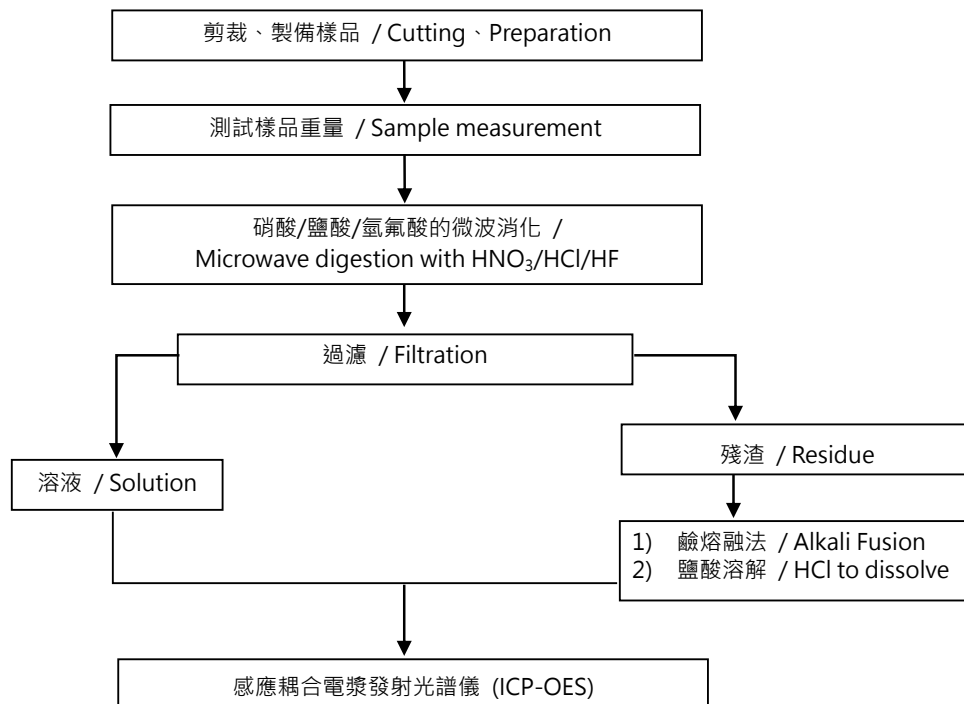 剪裁、製備樣品 / Cutting、Preparation
測試樣品重量 / Sample measurement
硝酸/鹽酸/氫氟酸的微波消化 /
Microwave digestion with HNO₃/HCl/HF
過濾 / Filtration
溶液 / Solution
殘渣 / Residue
1) 鹼熔融法 / Alkali Fusion
2) 鹽酸溶解 / HCl to dissolve
感應耦合電漿發射光譜儀 (ICP-OES)